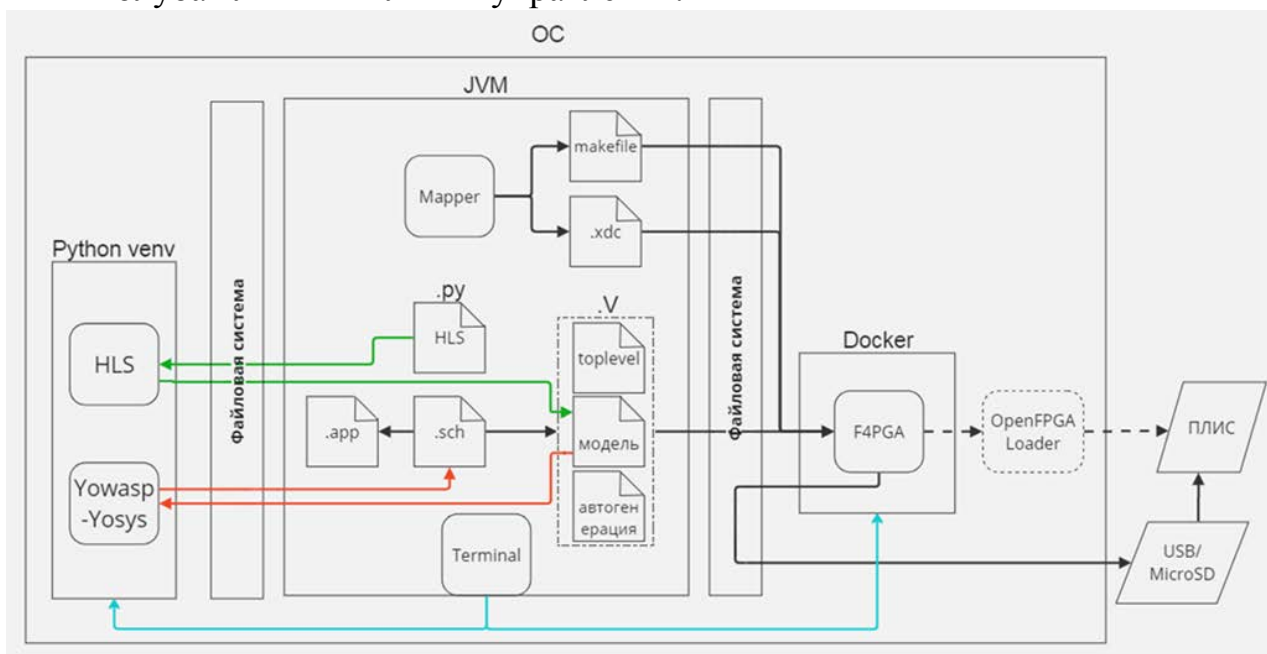 ОС
JVM
makefile
Mapper
.xdc
Python venv
Файловая система
.py
HLS
HLS
.V
toplevel
Файловая система
Docker
.app
.sch
модель
F4PGA
OpenFPGA
Loader
ПЛИС
Yowasp
-Yosys
автоген
ерация
Terminal
USB/
MicroSD